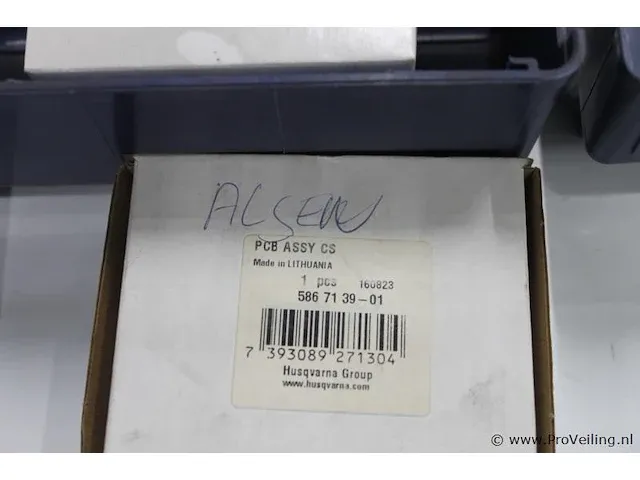 ALSEN
PCB ASSY CS
Made in LITHUANIA
1 pcs 160823
586 71 39-01
7 393089 271304
Husqvarna Group
www.husqvarna.com
© www.ProVeiling.nl